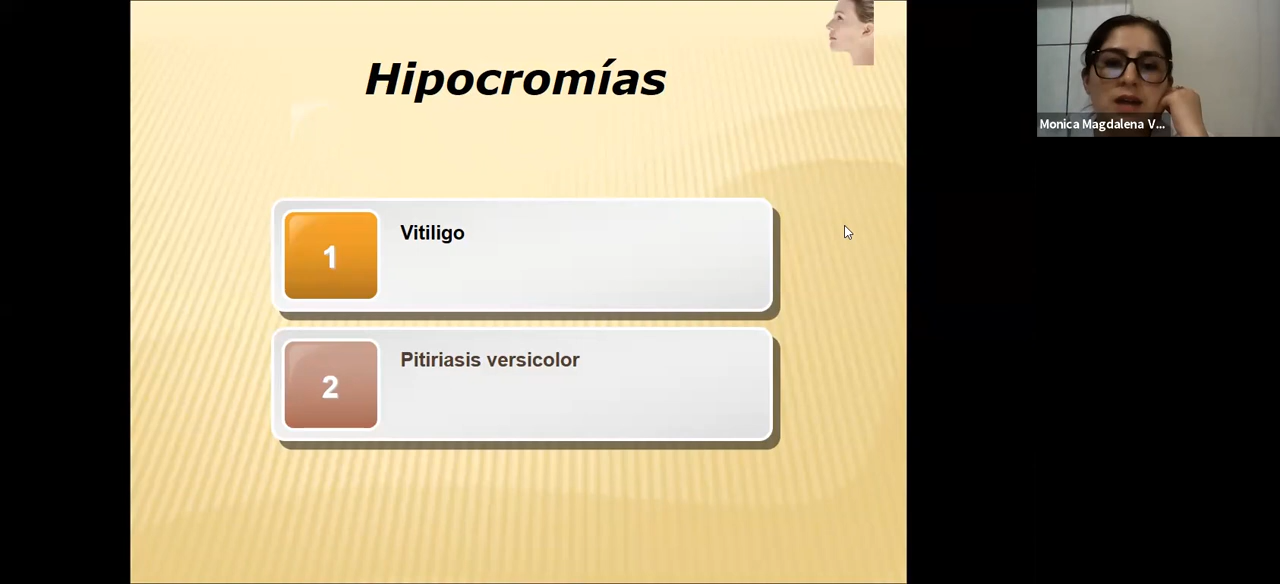 Hipocromías
Monica Magdalena V...
1
Vitiligo
2
Pitiriasis versicolor